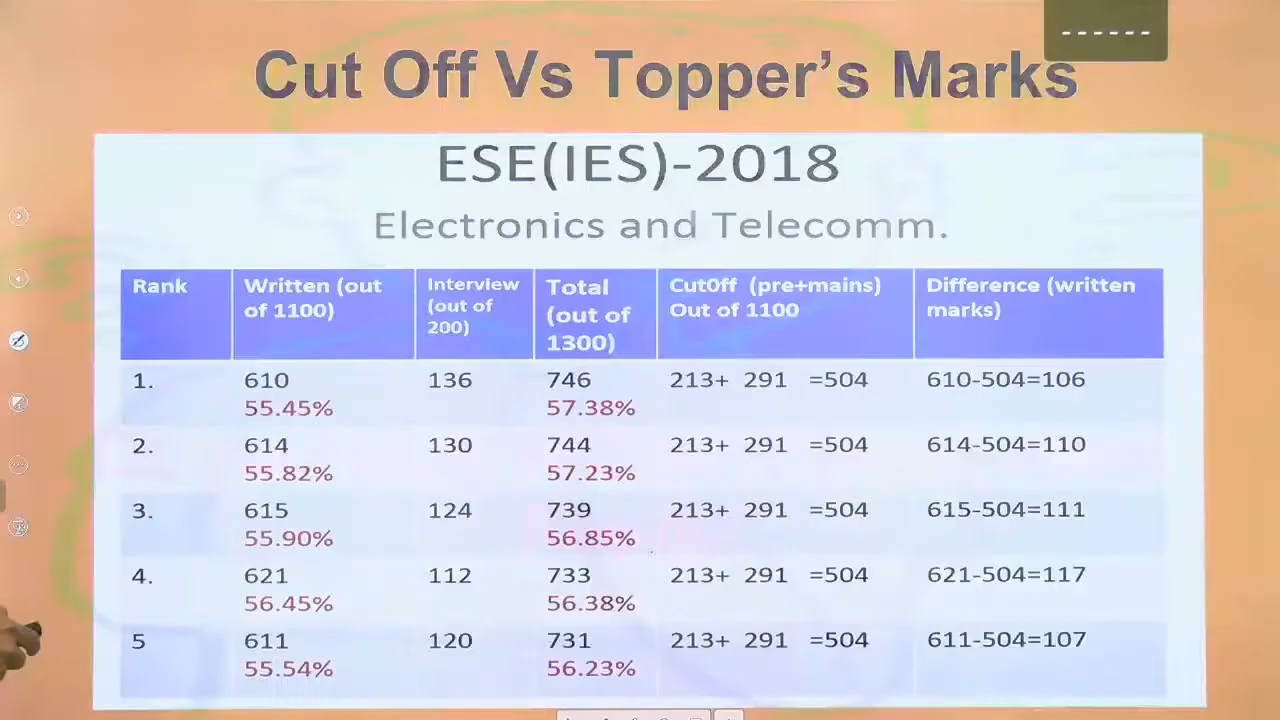 ------
Cut Off Vs Topper's Marks
ESE(IES)-2018
Electronics and Telecomm.
Rank Written (out of 1100) Interview (out of 200) Total (out of 1300) CutOff (pre+mains) Out of 1100 Difference (written marks)
1. 610 136 746 213+ 291 =504 610-504=106
55.45% 57.38%
2. 614 130 744 213+ 291 =504 614-504=110
55.82% 57.23%
3. 615 124 739 213+ 291 =504 615-504=111
55.90% 56.85%
4. 621 112 733 213+ 291 =504 621-504=117
56.45% 56.38%
5 611 120 731 213+ 291 =504 611-504=107
55.54% 56.23%